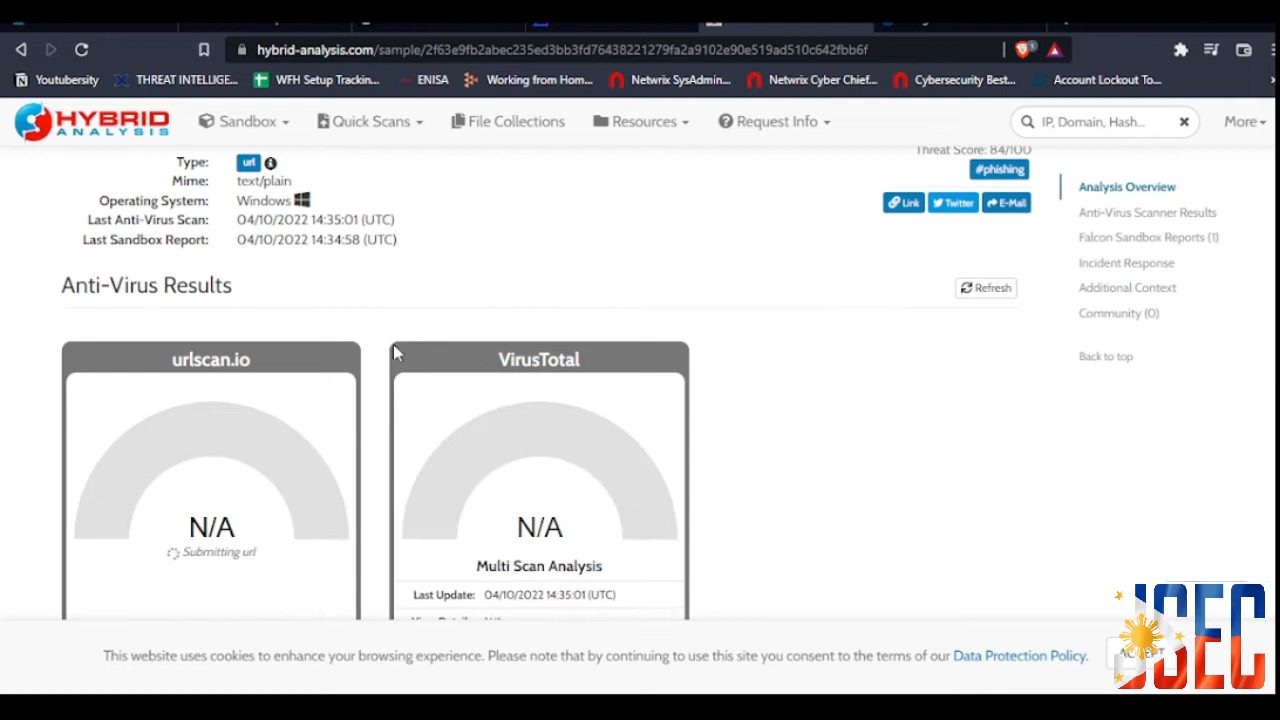 hybrid-analysis.com/sample/2f63e9fb2abec235ed3bb3fd76438221279fa2a9102e90e519ad510c642fbb6f
Youtubersity
THREAT INTELLIGE...
WFH Setup Trackin...
ENISA
Working from Hom...
Netwrix SysAdmin...
Netwrix Cyber Chief...
Cybersecurity Best...
Account Lockout To...
HYBRID
ANALYSIS
Sandbox
Quick Scans
File Collections
Resources
Request Info
IP, Domain, Hash...
More
Threat Score: 84/100
Type: url
#phishing
Mime: text/plain
Operating System: Windows
Last Anti-Virus Scan: 04/10/2022 14:35:01 (UTC)
Last Sandbox Report: 04/10/2022 14:34:58 (UTC)
Link
Twitter
E-Mail
Analysis Overview
Anti-Virus Scanner Results
Falcon Sandbox Reports (1)
Incident Response
Additional Context
Community (0)
Back to top
Anti-Virus Results
Refresh
urlscan.io
N/A
Submitting url
VirusTotal
N/A
Multi Scan Analysis
Last Update: 04/10/2022 14:35:01 (UTC)
This website uses cookies to enhance your browsing experience. Please note that by continuing to use this site you consent to the terms of our Data Protection Policy.
ACCEPT